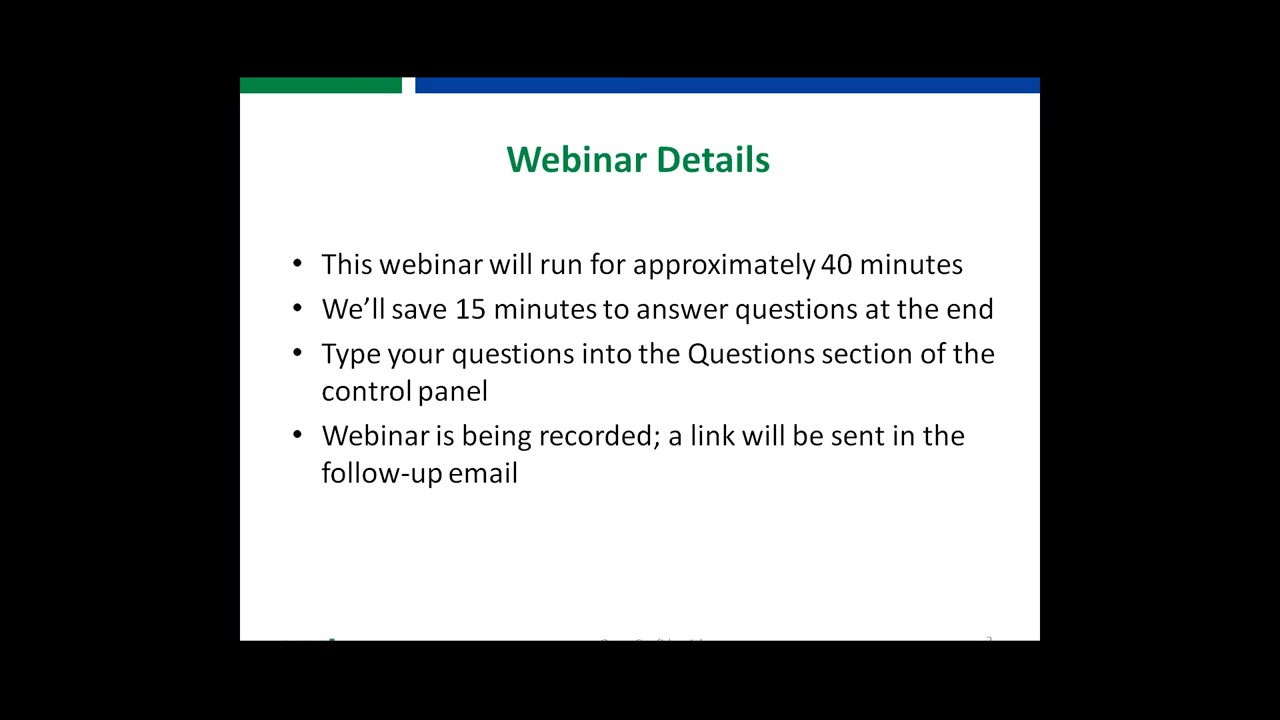 Webinar Details
• This webinar will run for approximately 40 minutes
• We’ll save 15 minutes to answer questions at the end
• Type your questions into the Questions section of the
control panel
• Webinar is being recorded; a link will be sent in the
follow-up email